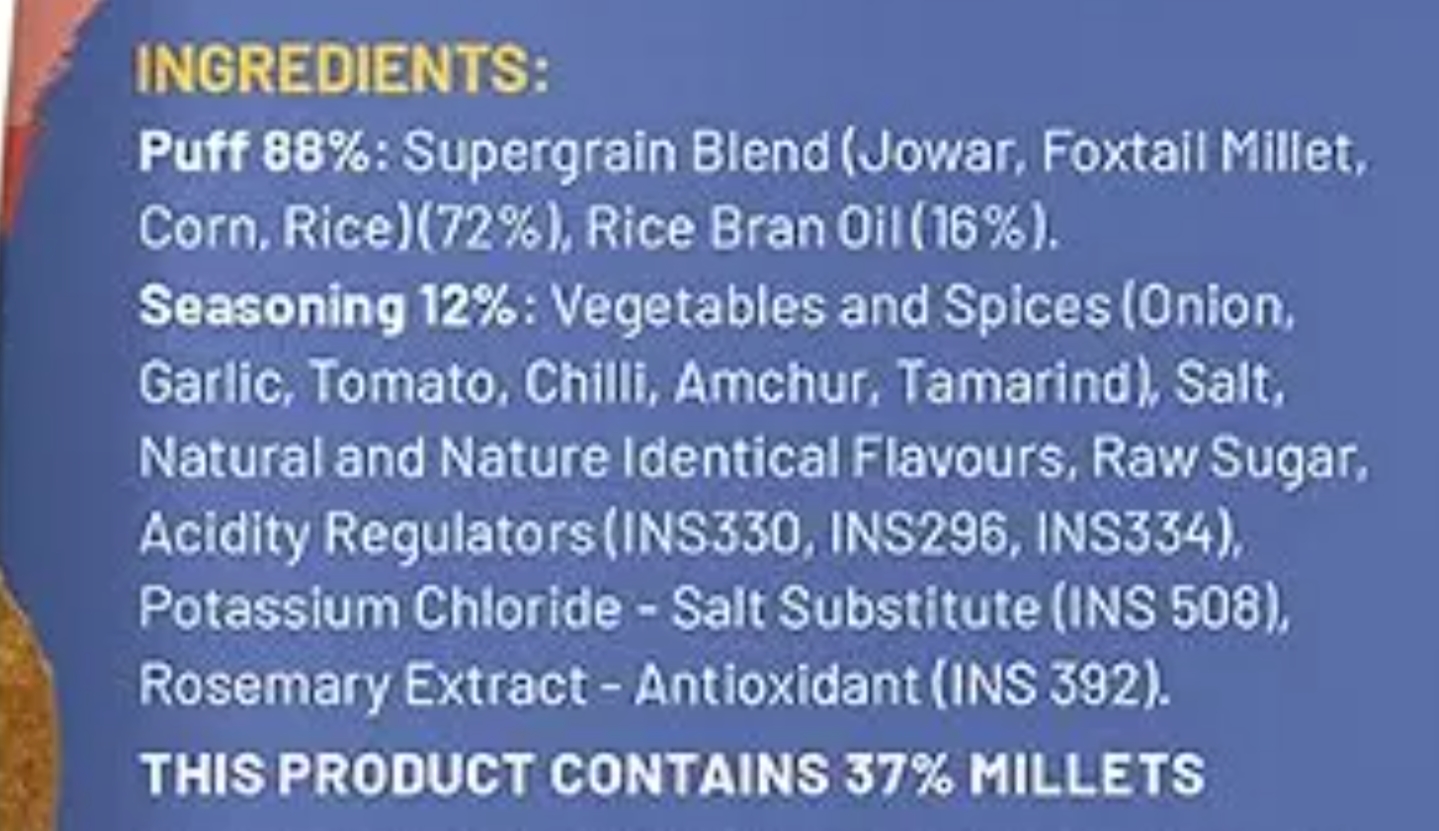 INGREDIENTS:
Puff 88%: Supergrain Blend (Jowar, Foxtail Millet,
Corn, Rice)(72%), Rice Bran Oil (16%).
Seasoning 12%: Vegetables and Spices (Onion,
Garlic, Tomato, Chilli, Amchur, Tamarind), Salt,
Natural and Nature Identical Flavours, Raw Sugar,
Acidity Regulators (INS330, INS296, INS334),
Potassium Chloride - Salt Substitute (INS 508),
Rosemary Extract - Antioxidant (INS 392).
THIS PRODUCT CONTAINS 37% MILLETS